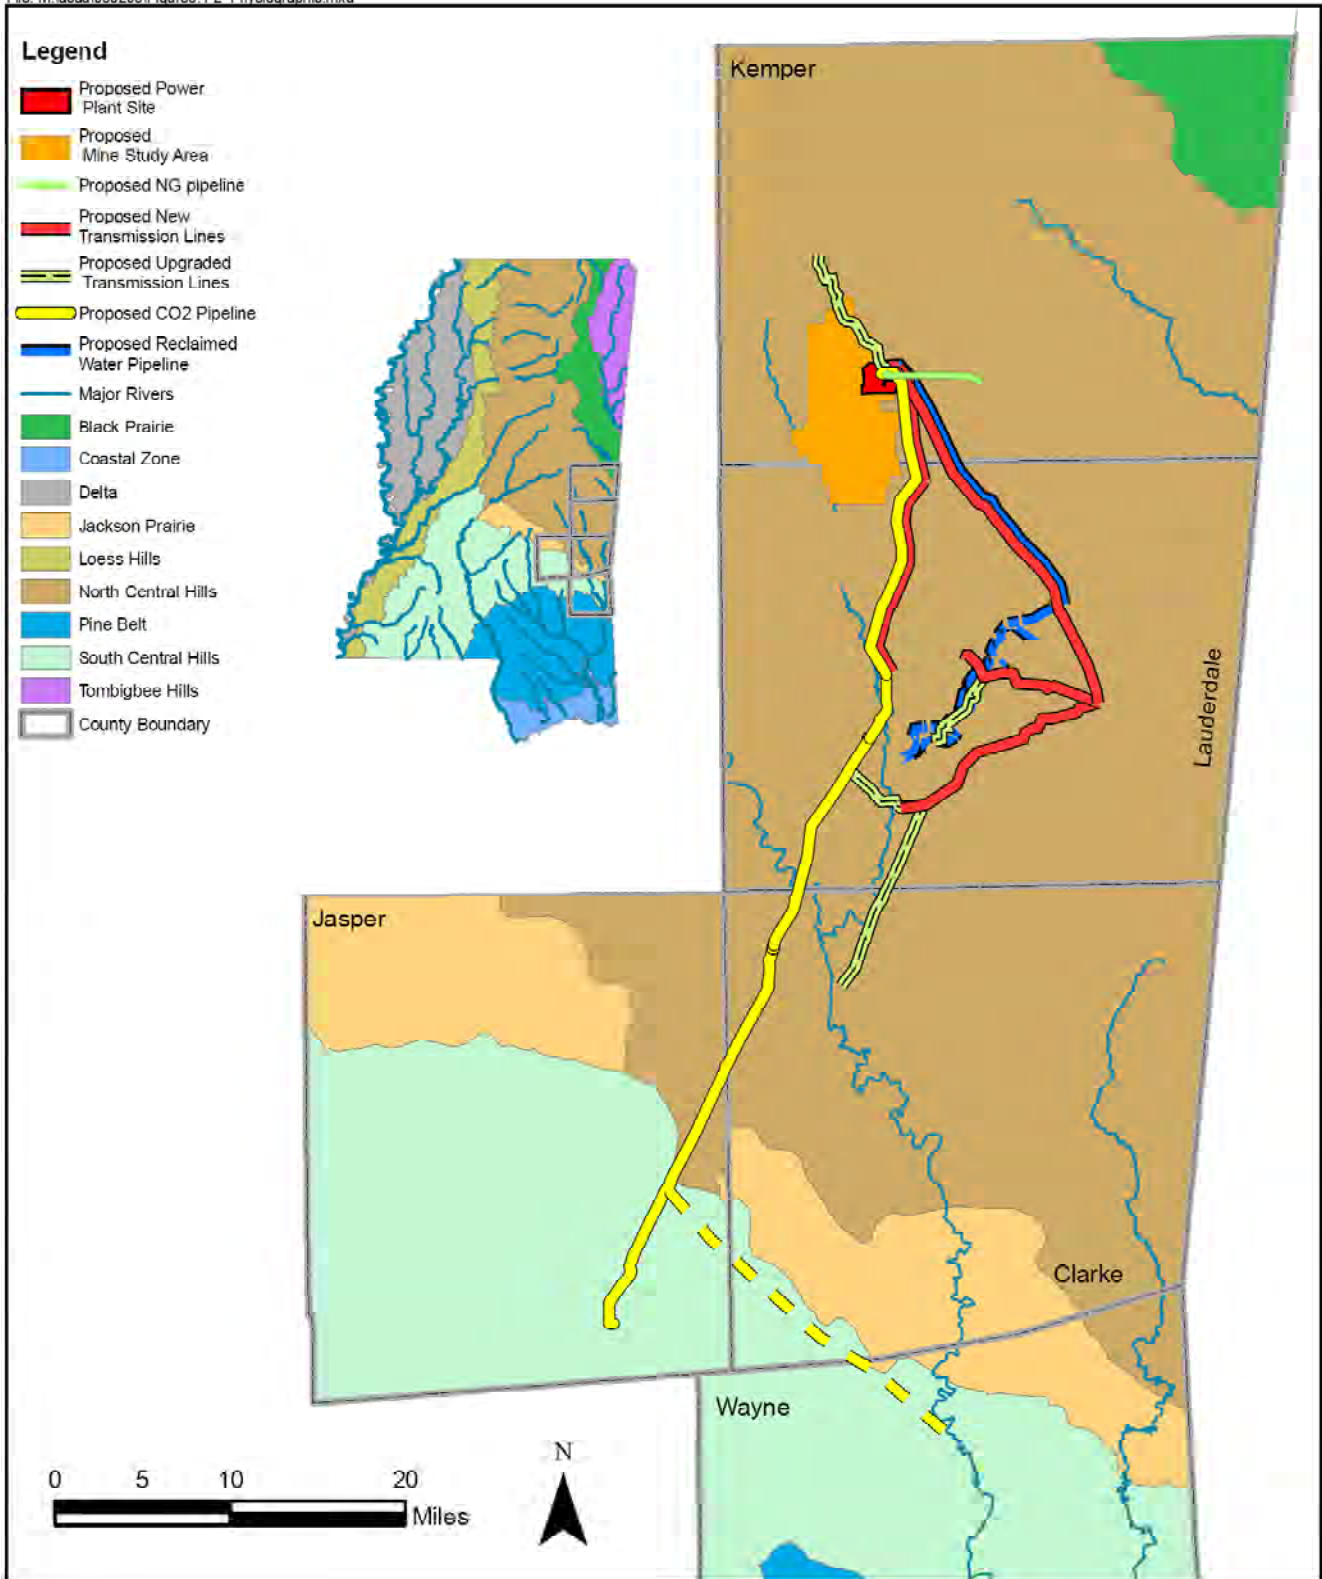 Legend
Proposed Power
Plant Site
Proposed
Mine Study Area
Proposed NG pipeline
Proposed New
Transmission Lines
Proposed Upgraded
Transmission Lines
Proposed CO2 Pipeline
Proposed Reclaimed
Water Pipeline
Major Rivers
Black Prairie
Coastal Zone
Delta
Jackson Prairie
Loess Hills
North Central Hills
Pine Belt
South Central Hills
Tombigbee Hills
County Boundary
Kemper
Lauderdale
Jasper
Clarke
Wayne
N
0 5 10 20
Miles